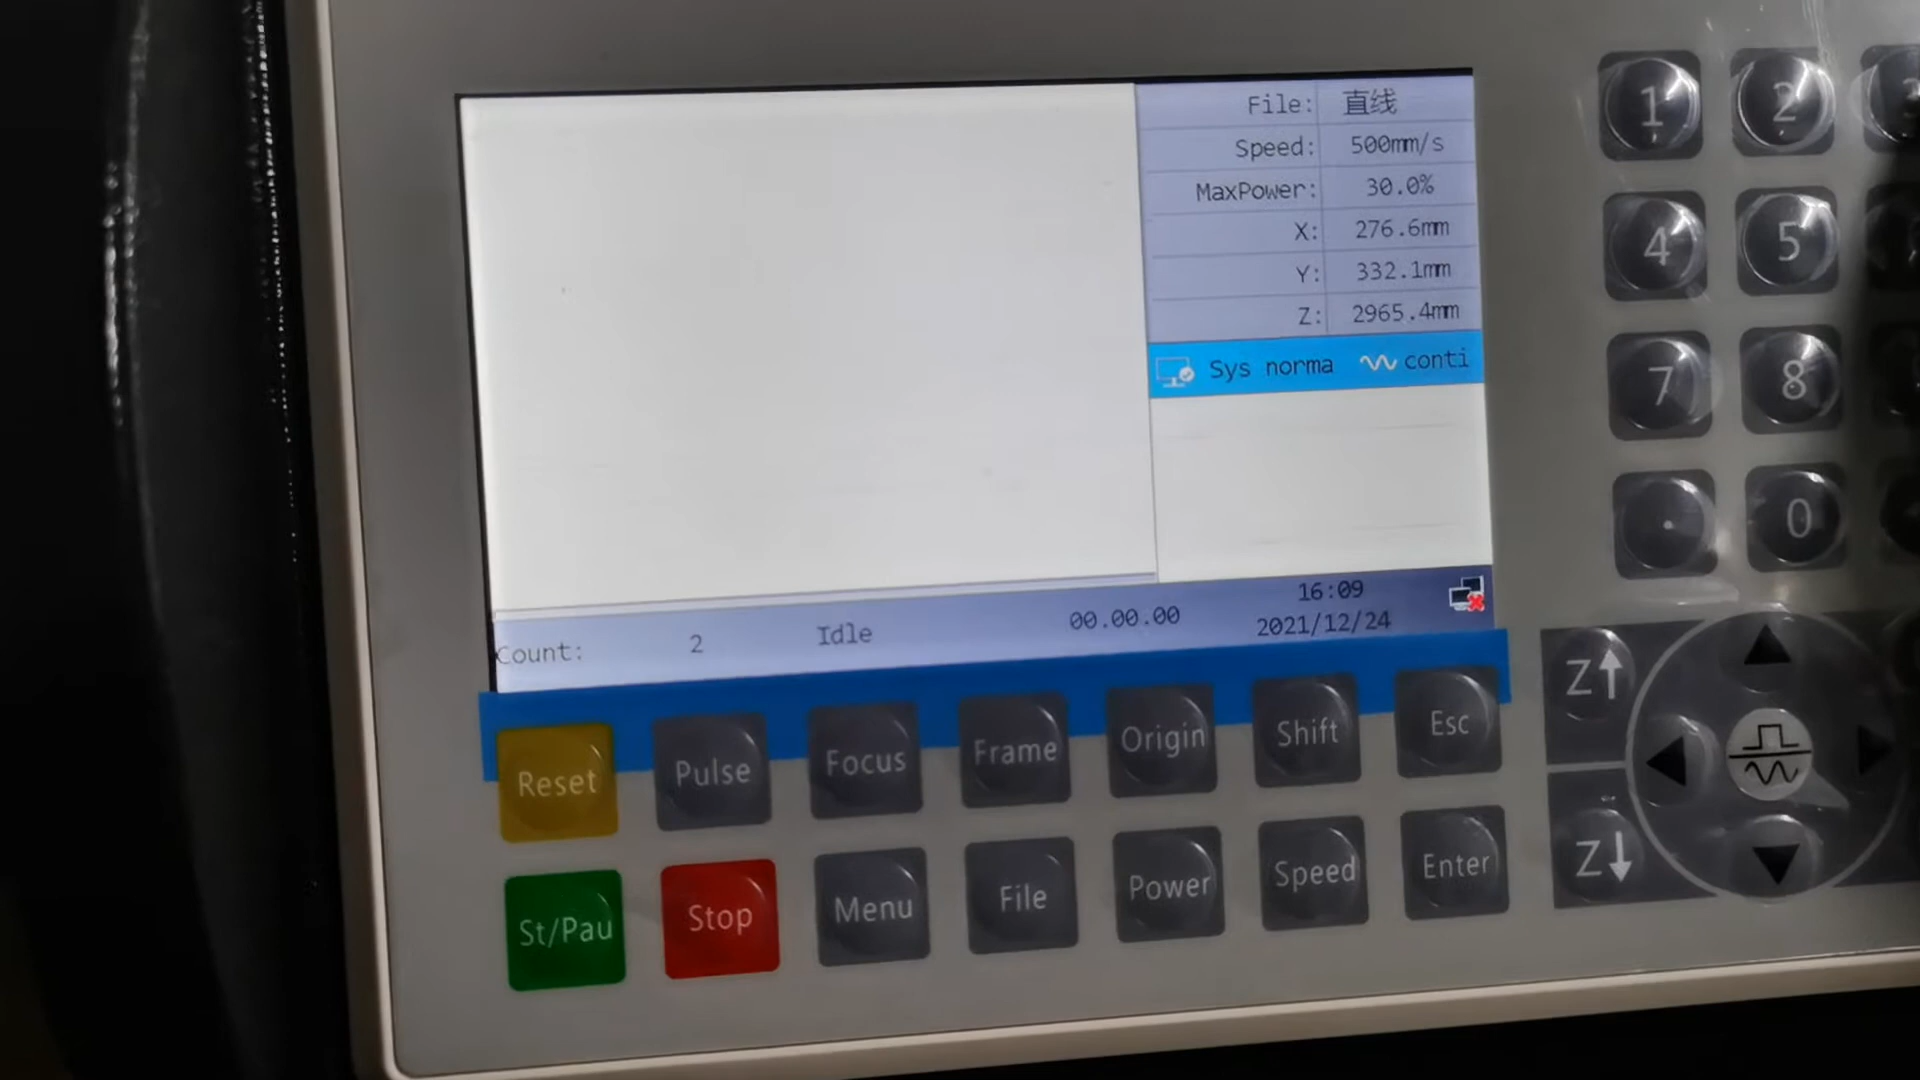 File: 直线
Speed: 500mm/s
MaxPower: 30.0%
X: 276.6mm
Y: 332.1mm
Z: 2965.4mm
Sys norma conti
Count: 2 Idle 00.00.00 16:09
2021/12/24
Reset Pulse Focus Frame Origin Shift Esc
St/Pau Stop Menu File Power Speed Enter
1 2
4 5
7 8
. 0
Z↑
Z↓